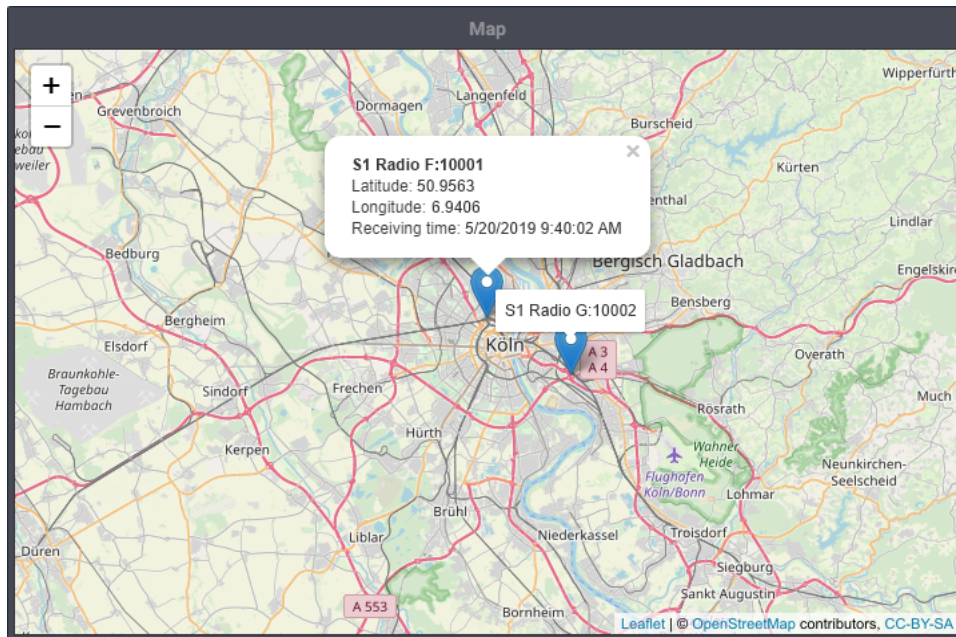 Map
+
−
Wipperfürth
Grevenbroich
Dormagen
Langenfeld
Burscheid
weiler
Kürten
S1 Radio F:10001
Latitude: 50.9563
Longitude: 6.9406
Receiving time: 5/20/2019 9:40:02 AM
×
enthal
Lindlar
Bedburg
Bergisch Gladbach
Engelskir
S1 Radio G:10002
Bensberg
Bergheim
Köln
Elsdorf
A 3
A 4
Overath
Braunkohle-
Tagebau
Hambach
Sindorf
Frechen
Much
Rösrath
Hürth
Wahner
Heide
Kerpen
Flughafen
Köln/Bonn
Neunkirchen-
Seelscheid
Lohmar
Brühl
Liblar
Niederkassel
Troisdorf
Düren
Siegburg
Sankt Augustin
A 553
Bornheim
Leaflet | © OpenStreetMap contributors, CC-BY-SA